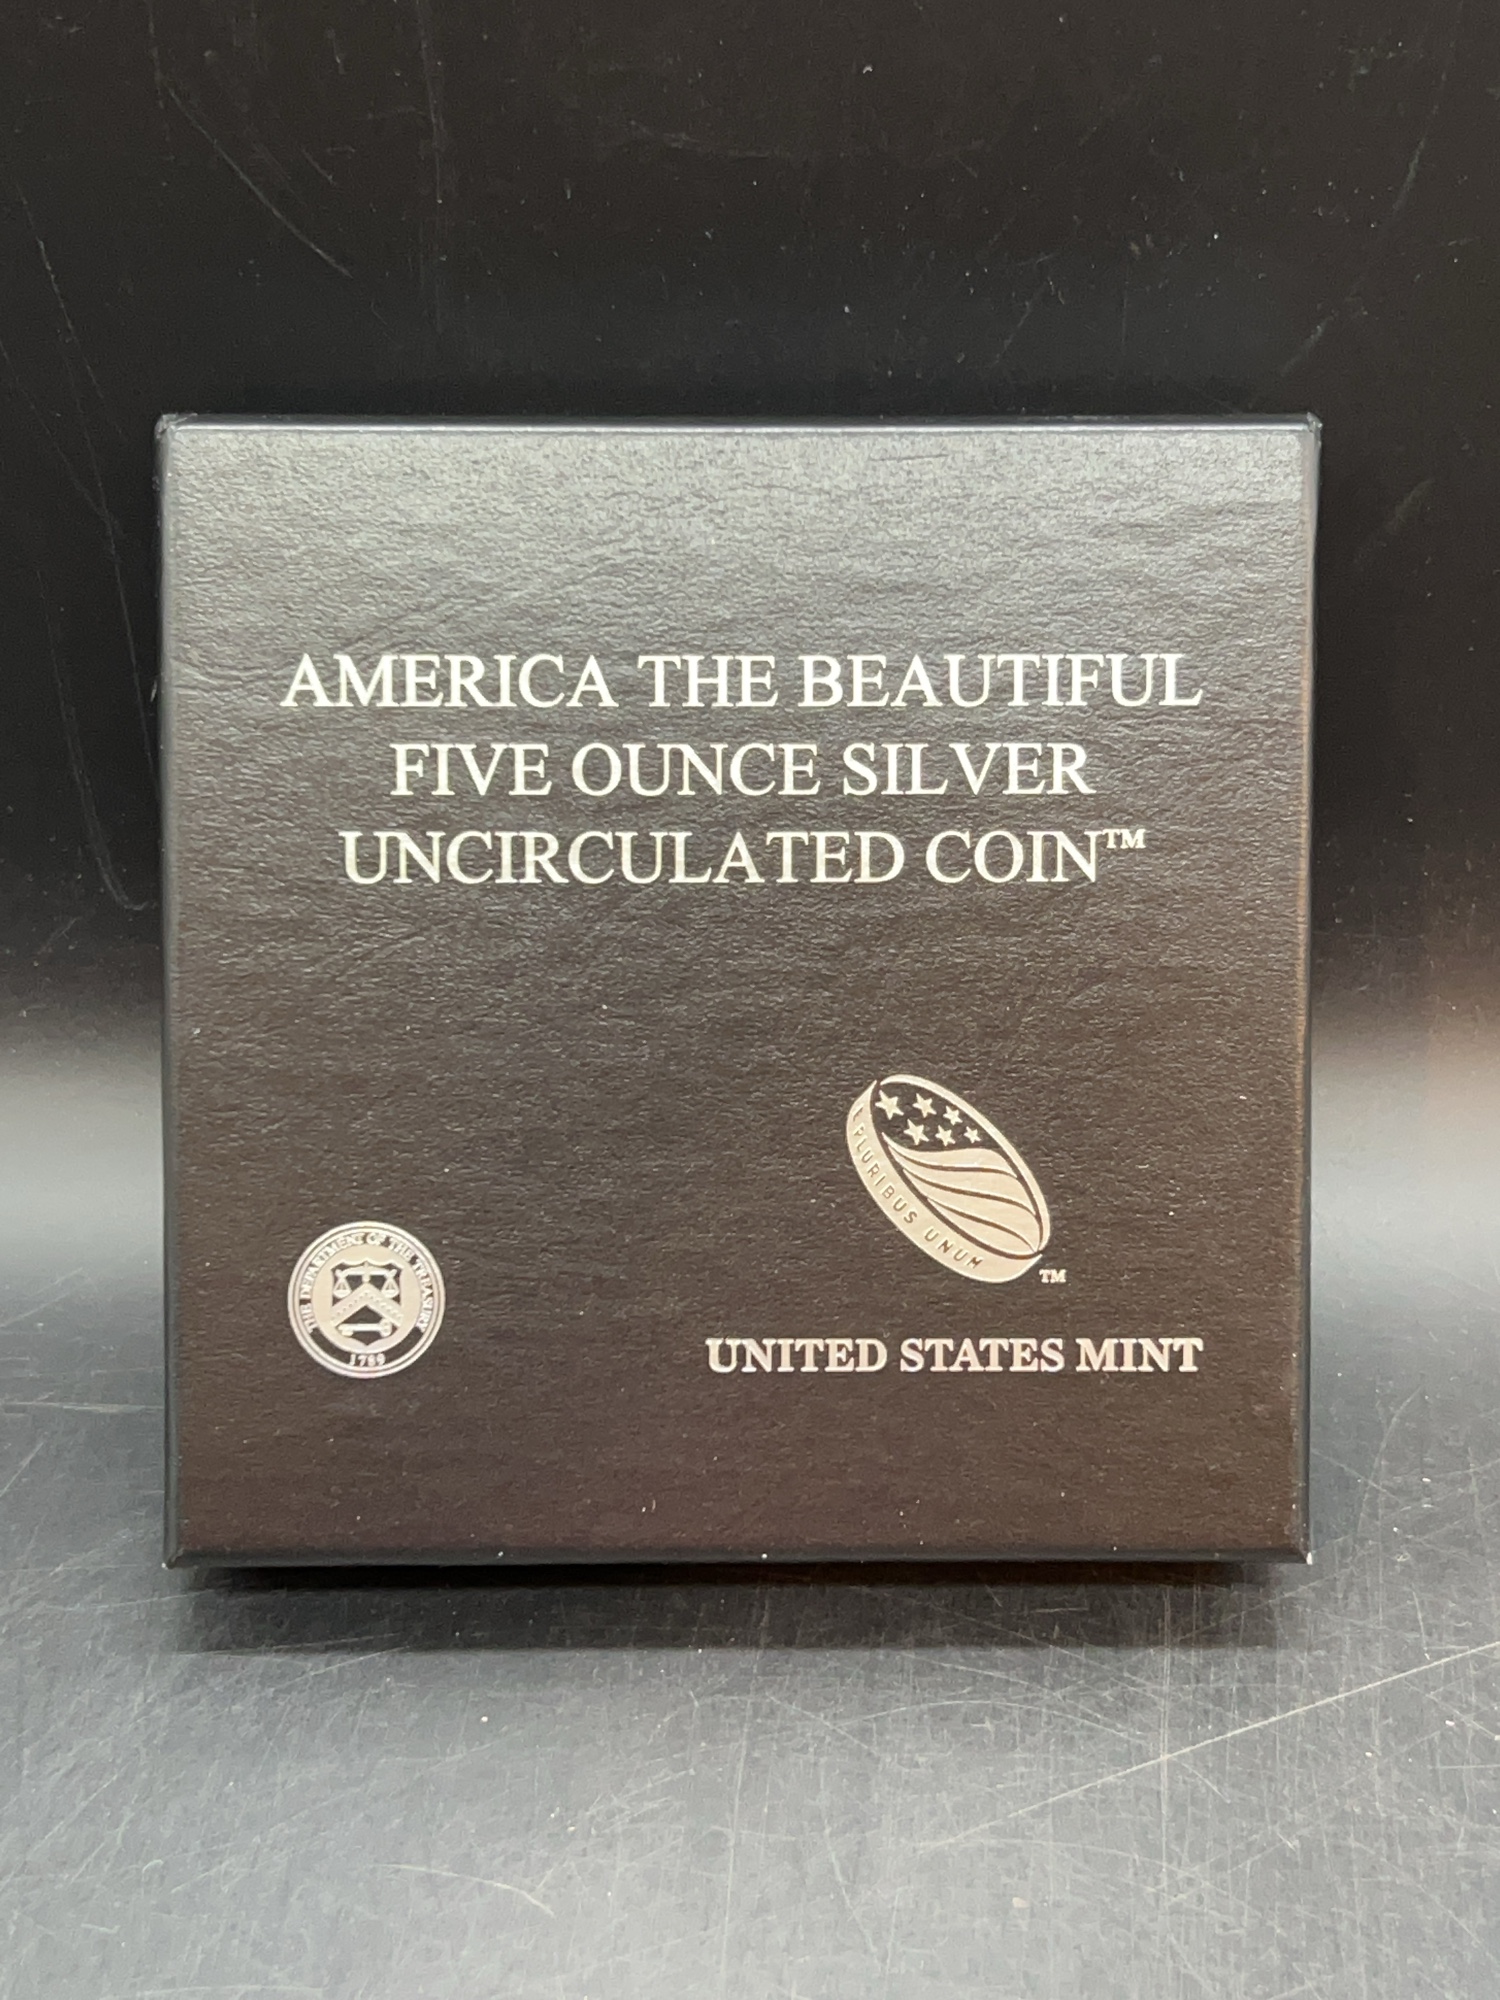 AMERICA THE BEAUTIFUL
FIVE OUNCE SILVER
UNCIRCULATED COIN™
E PLURIBUS UNUM
TM
THE DEPARTMENT OF THE TREASURY
1789
UNITED STATES MINT